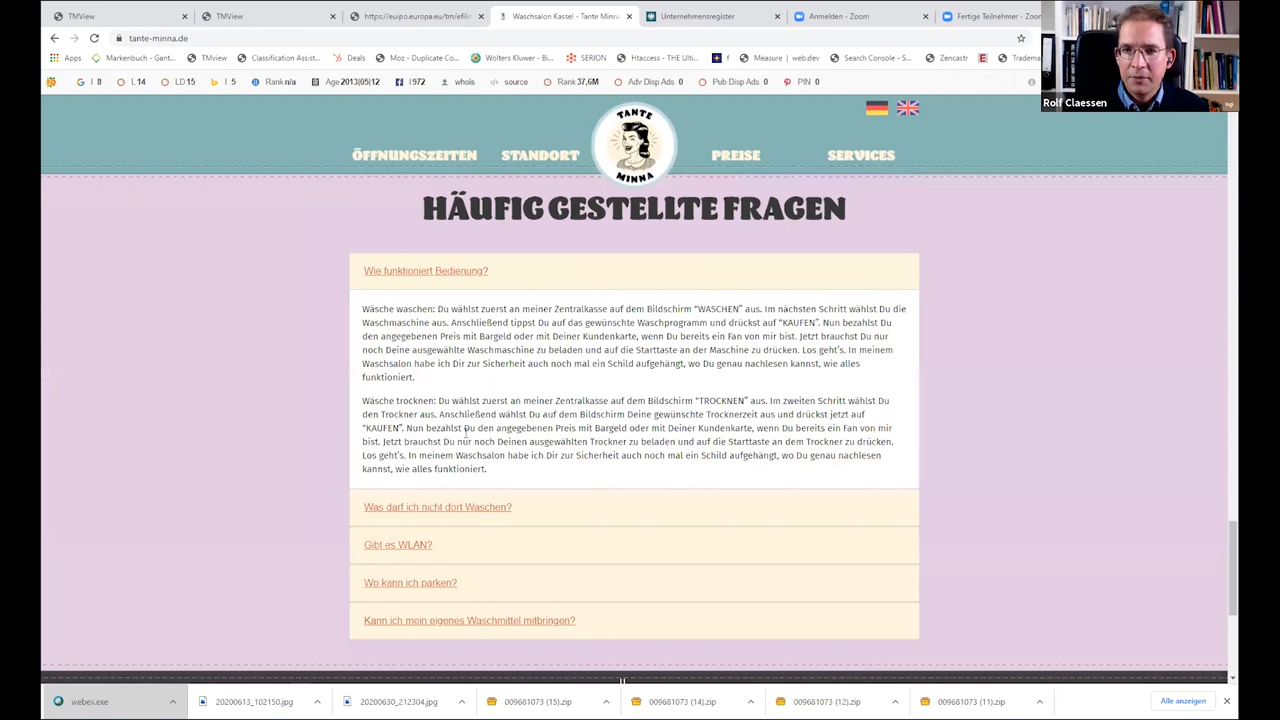 TMView
TMView
https://euipo.europa.eu/tm/efilin
Waschsalon Kassel - Tante Minna
Unternehmensregister
Anmelden - Zoom
Fertige Teilnehmer - Zoom
tante-minna.de
Apps
Markenbuch - Gant...
TMview
Classification Assist...
Deals
Moz - Duplicate Co...
Wolters Kluwer - Bi...
SERION
Htaccess - THE Ulti...
f
Measure | web.dev
Search Console - S...
Zencastr
Tradema
I 8
L 14
LD 15
I 5
Rank n/a
Age 2013|05|12
I 972
whois
source
Rank 37,6M
Adv Disp Ads 0
Pub Disp Ads 0
PIN 0
Rolf Claessen
ÖFFNUNGSZEITEN
STANDORT
TANTE
MINNA
PREISE
SERVICES
HÄUFIG GESTELLTE FRAGEN
Wie funktioniert Bedienung?
Wäsche waschen: Du wählst zuerst an meiner Zentralkasse auf dem Bildschirm “WASCHEN” aus. Im nächsten Schritt wählst Du die
Waschmaschine aus. Anschließend tippst Du auf das gewünschte Waschprogramm und drückst auf “KAUFEN”. Nun bezahlst Du
den angegebenen Preis mit Bargeld oder mit Deiner Kundenkarte, wenn Du bereits ein Fan von mir bist. Jetzt brauchst Du nur
noch Deine ausgewählte Waschmaschine zu beladen und auf die Starttaste an der Maschine zu drücken. Los geht’s. In meinem
Waschsalon habe ich Dir zur Sicherheit auch noch mal ein Schild aufgehängt, wo Du genau nachlesen kannst, wie alles
funktioniert.
Wäsche trocknen: Du wählst zuerst an meiner Zentralkasse auf dem Bildschirm “TROCKNEN” aus. Im zweiten Schritt wählst Du
den Trockner aus. Anschließend wählst Du auf dem Bildschirm Deine gewünschte Trocknerzeit aus und drückst jetzt auf
“KAUFEN”. Nun bezahlst Du den angegebenen Preis mit Bargeld oder mit Deiner Kundenkarte, wenn Du bereits ein Fan von mir
bist. Jetzt brauchst Du nur noch Deinen ausgewählten Trockner zu beladen und auf die Starttaste an dem Trockner zu drücken.
Los geht’s. In meinem Waschsalon habe ich Dir zur Sicherheit auch noch mal ein Schild aufgehängt, wo Du genau nachlesen
kannst, wie alles funktioniert.
Was darf ich nicht dort Waschen?
Gibt es WLAN?
Wo kann ich parken?
Kann ich mein eigenes Waschmittel mitbringen?
webex.exe
20200613_102150.jpg
20200630_212304.jpg
009681073 (15).zip
009681073 (14).zip
009681073 (12).zip
009681073 (11).zip
Alle anzeigen